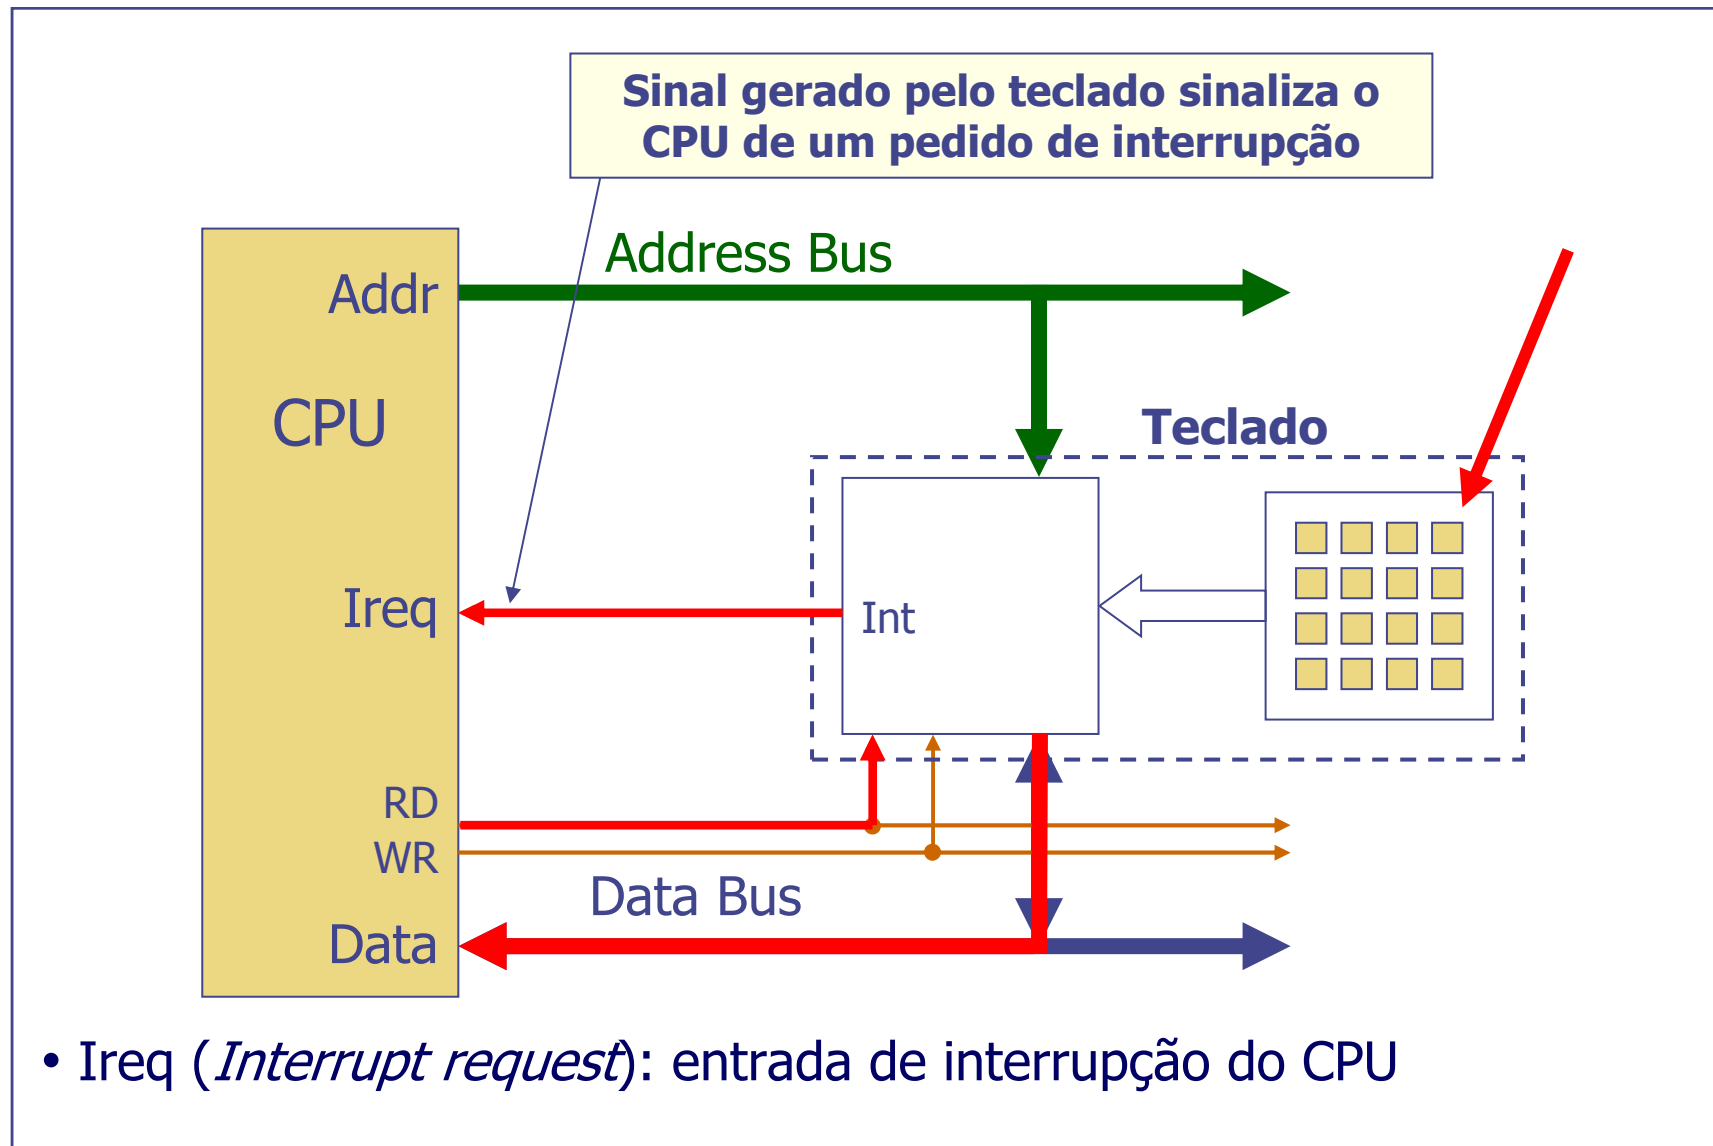 Sinal gerado pelo teclado sinaliza o
CPU de um pedido de interrupção
Address Bus
Addr
CPU
Teclado
Ireq
Int
RD
WR
Data Bus
Data
• Ireq (Interrupt request): entrada de interrupção do CPU